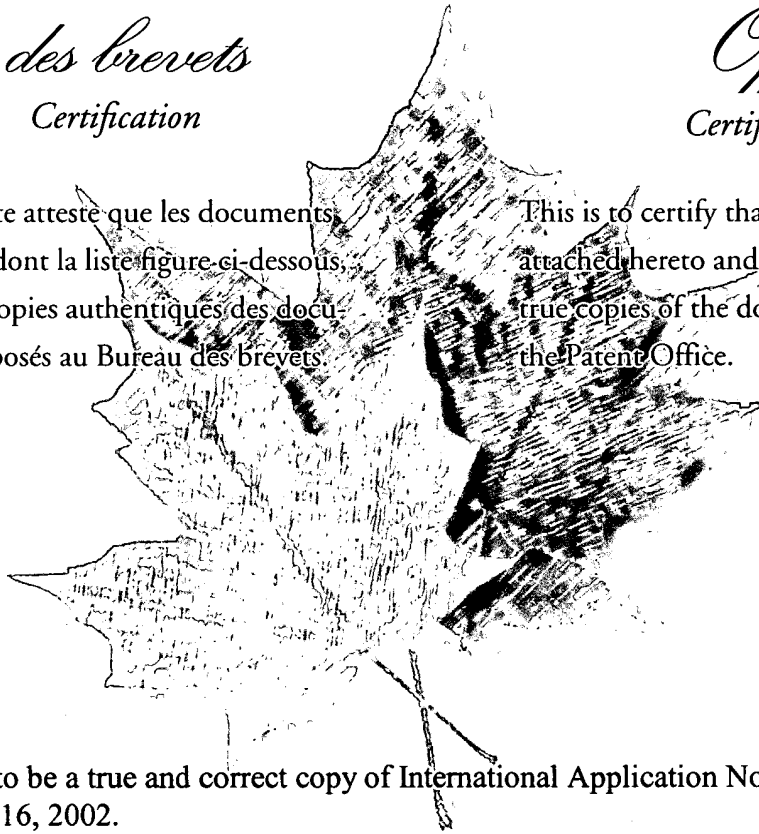 des brevets
Certification
te atteste que les documents,
dont la liste figure ci-dessous,
opies authentiques des docu-
posés au Bureau des brevets.
Certif
This is to certify tha
attached hereto and
true copies of the do
the Patent Office.
to be a true and correct copy of International Application No
16, 2002.